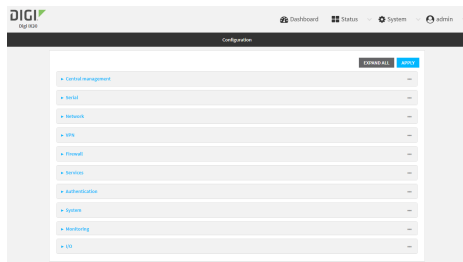 DIGI
Digi IX20
Dashboard
Status
System
admin
Configuration
EXPAND ALL
APPLY
Central management
Serial
Network
VPN
Firewall
Services
Authentication
System
Monitoring